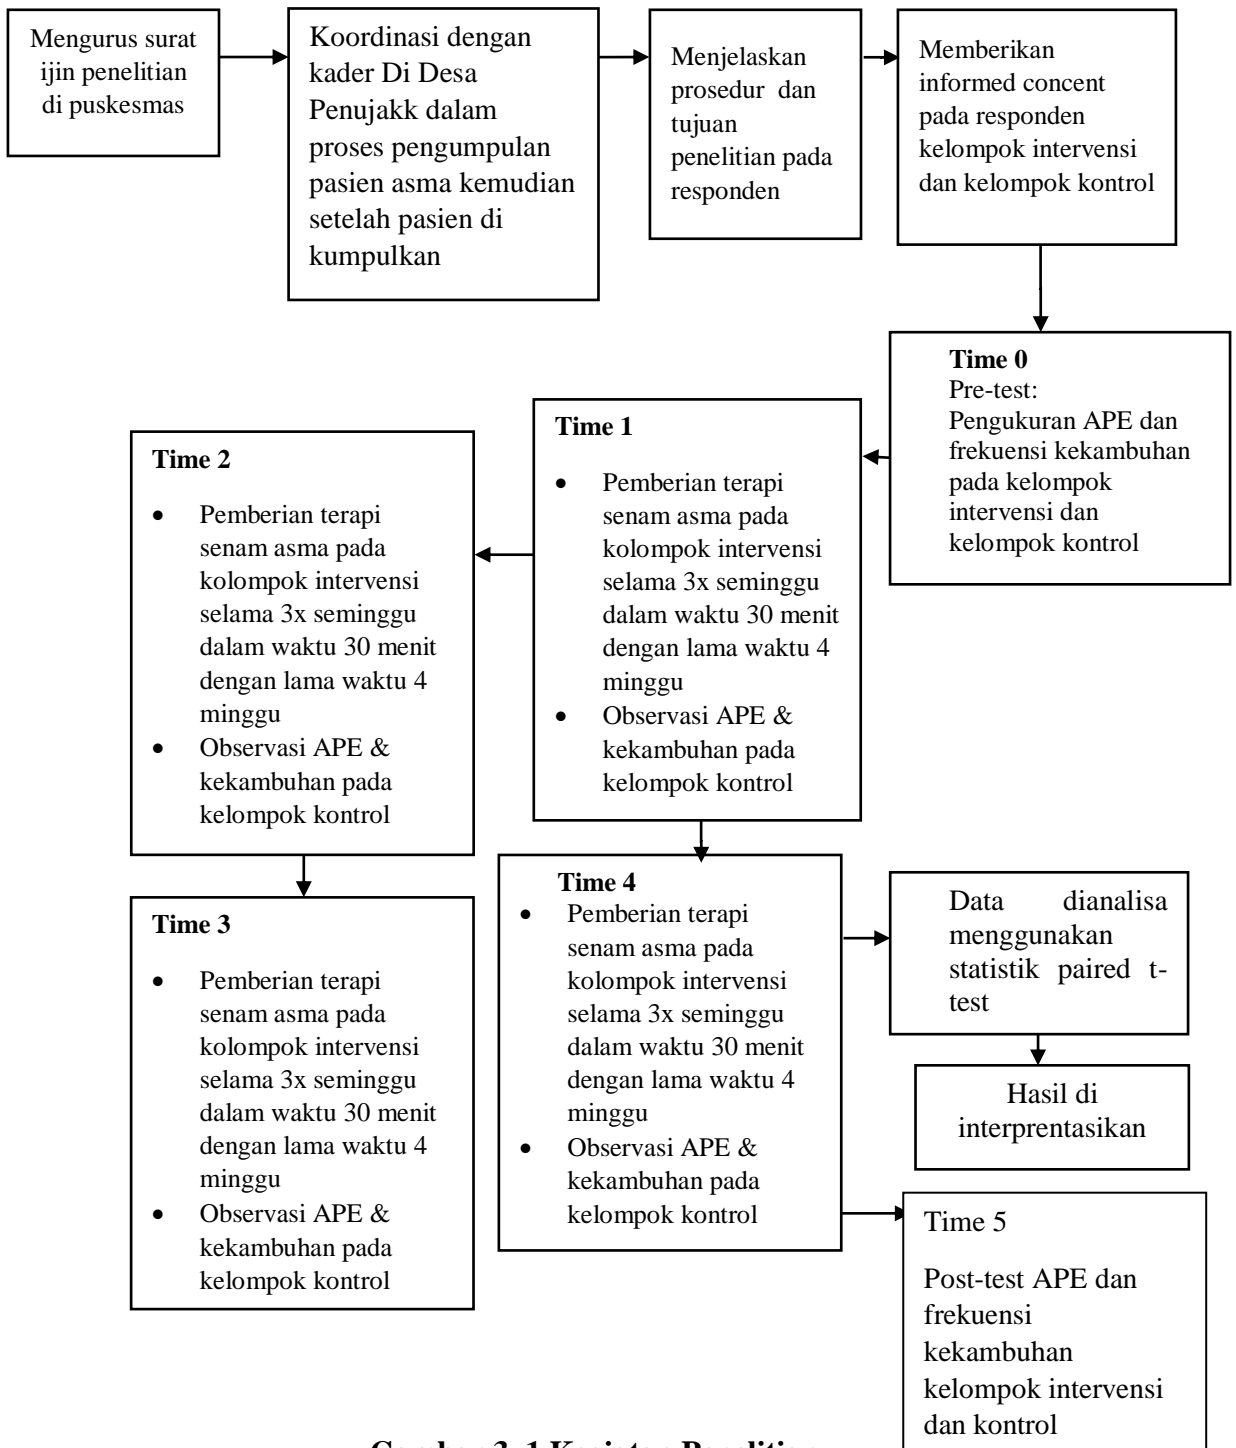 Mengurus surat
ijin penelitian
di puskesmas
Koordinasi dengan
kader Di Desa
Penujakk dalam
proses pengumpulan
pasien asma kemudian
setelah pasien di
kumpulkan
Menjelaskan
prosedur dan
tujuan
penelitian pada
responden
Memberikan
informed concent
pada responden
kelompok intervensi
dan kelompok kontrol
Time 0
Pre-test:
Pengukuran APE dan
frekuensi kekambuhan
pada kelompok
intervensi dan
kelompok kontrol
Time 1
• Pemberian terapi
senam asma pada
kolompok intervensi
selama 3x seminggu
dalam waktu 30 menit
dengan lama waktu 4
minggu
• Observasi APE &
kekambuhan pada
kelompok kontrol
Time 2
• Pemberian terapi
senam asma pada
kolompok intervensi
selama 3x seminggu
dalam waktu 30 menit
dengan lama waktu 4
minggu
• Observasi APE &
kekambuhan pada
kelompok kontrol
Time 3
• Pemberian terapi
senam asma pada
kolompok intervensi
selama 3x seminggu
dalam waktu 30 menit
dengan lama waktu 4
minggu
• Observasi APE &
kekambuhan pada
kelompok kontrol
Time 4
• Pemberian terapi
senam asma pada
kolompok intervensi
selama 3x seminggu
dalam waktu 30 menit
dengan lama waktu 4
minggu
• Observasi APE &
kekambuhan pada
kelompok kontrol
Data dianalisa
menggunakan
statistik paired t-
test
Hasil di
interprentasikan
Time 5
Post-test APE dan
frekuensi
kekambuhan
kelompok intervensi
dan kontrol